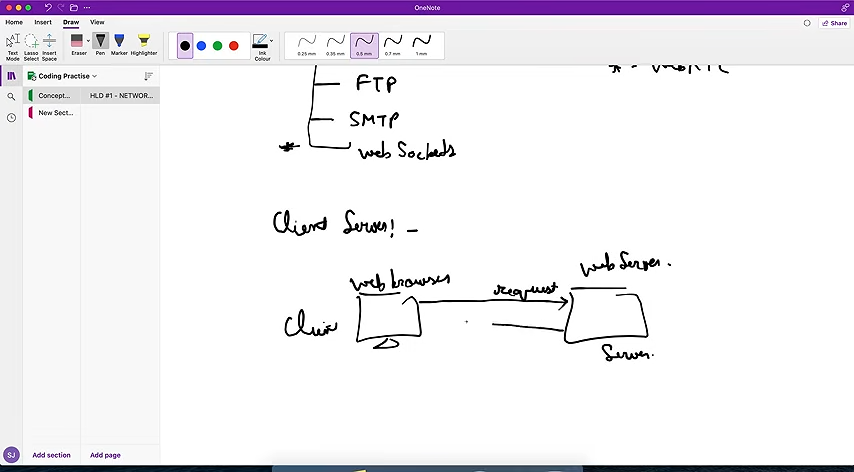 OneNote
Home Insert Draw View
Share
Text Mode
Lasso Select
Insert Space
Eraser
Pen
Marker
Highlighter
Ink Colour
0.25 mm
0.35 mm
0.5 mm
0.7 mm
1 mm
Coding Practise
Concept...
HLD #1 - NETWOR...
New Sect...
FTP
SMTP
* web Sockets
Client Server! -
web browser
web Server.
request
Client
Server.
SJ
Add section
Add page